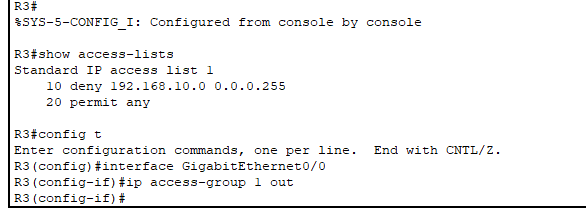 R3#
%SYS-5-CONFIG_I: Configured from console by console
R3#show access-lists
Standard IP access list 1
10 deny 192.168.10.0 0.0.0.255
20 permit any
R3#config t
Enter configuration commands, one per line. End with CNTL/Z.
R3(config)#interface GigabitEthernet0/0
R3(config-if)#ip access-group 1 out
R3(config-if)#